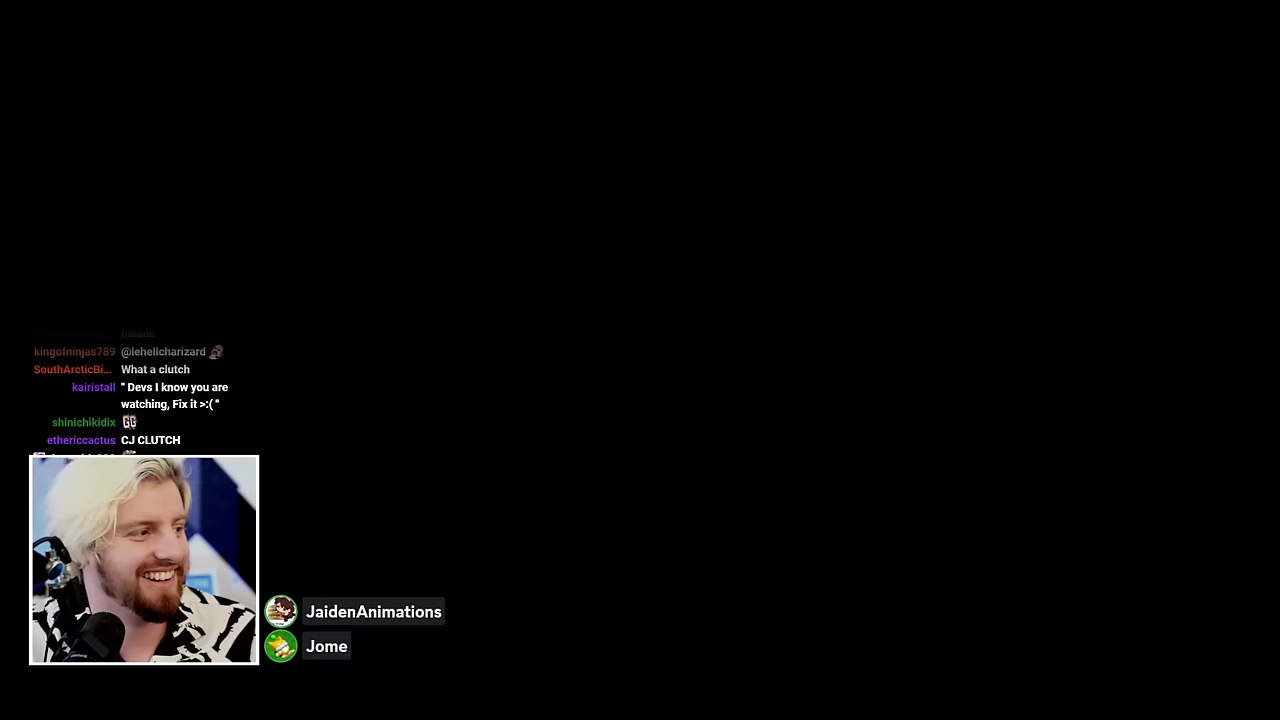 Insane
kingofninjas789 @lehellcharizard
SouthArcticBi... What a clutch
kairistall " Devs I know you are
watching, Fix it >:( "
shinichikidix GG
ethericcactus CJ CLUTCH
JaidenAnimations
Jome